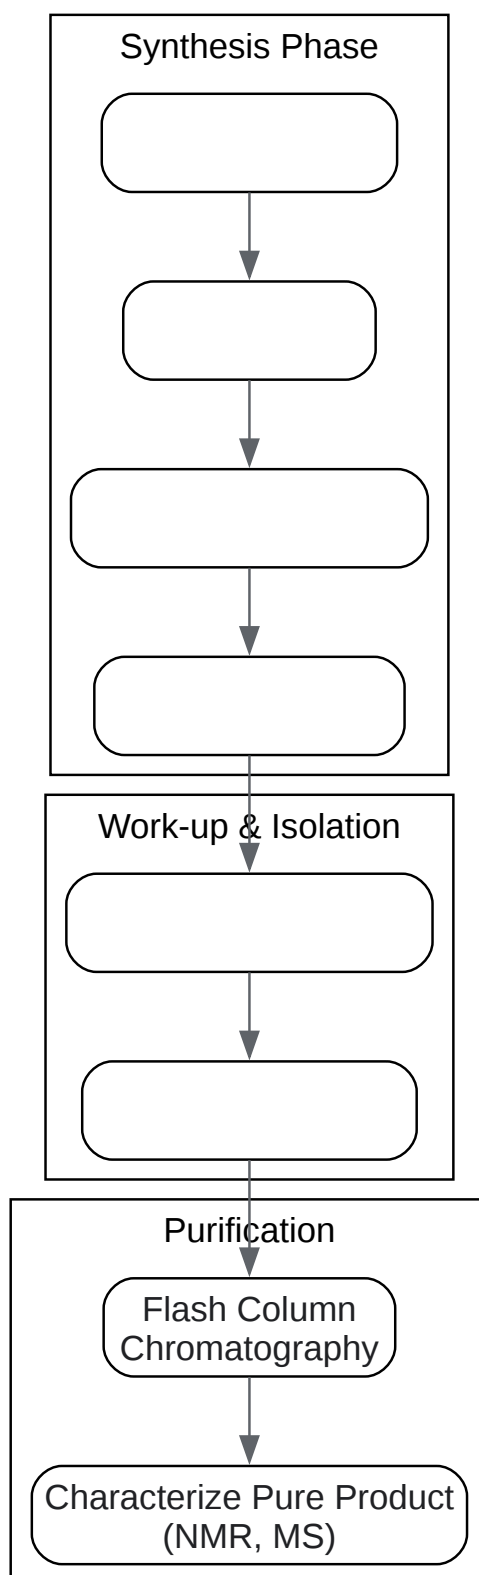 Synthesis Phase
Work-up & Isolation
Purification
Flash Column
Chromatography
Characterize Pure Product
(NMR, MS)